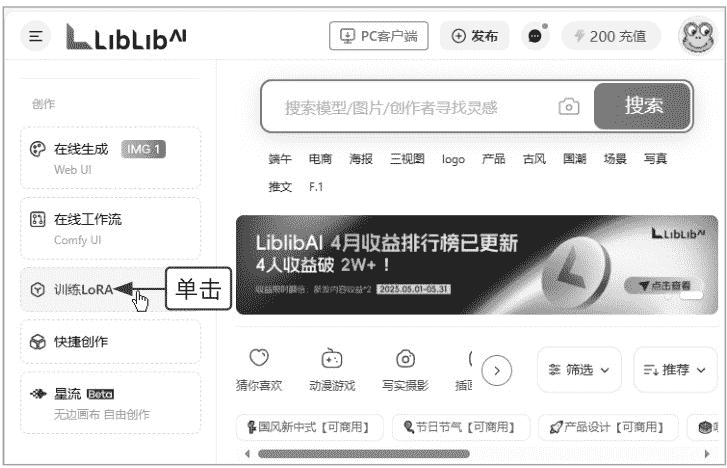 LIBLIBAI
PC客户端
发布
200 充值
创作
在线生成 IMG 1
Web UI
在线工作流
Comfy UI
训练LoRA
单击
快捷创作
星流 Beta
无边画布 自由创作
搜索模型/图片/创作者寻找灵感
搜索
端午 电商 海报 三视图 logo 产品 古风 国潮 场景 写真
推文 F.1
LIBLIBAI
LiblibAI 4月收益排行榜已更新
4人收益破 2W+！
2025.05.01-05.31
点击查看
猜你喜欢 动漫游戏 写实摄影
筛选 推荐
国风新中式【可商用】 节日节气【可商用】 产品设计【可商用】